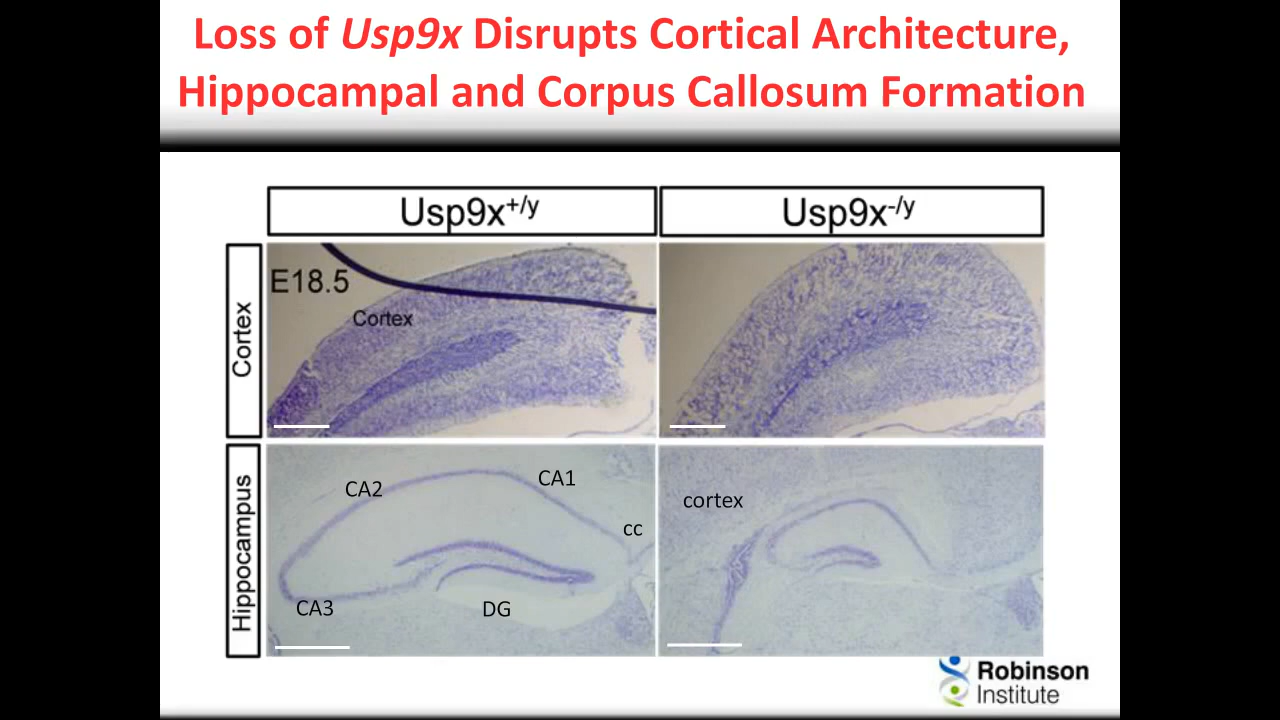 Loss of Usp9x Disrupts Cortical Architecture,
Hippocampal and Corpus Callosum Formation
Usp9x+/y
Usp9x-/y
Cortex
E18.5
Cortex
Hippocampus
CA2
CA1
cc
CA3
DG
cortex
Robinson
Institute